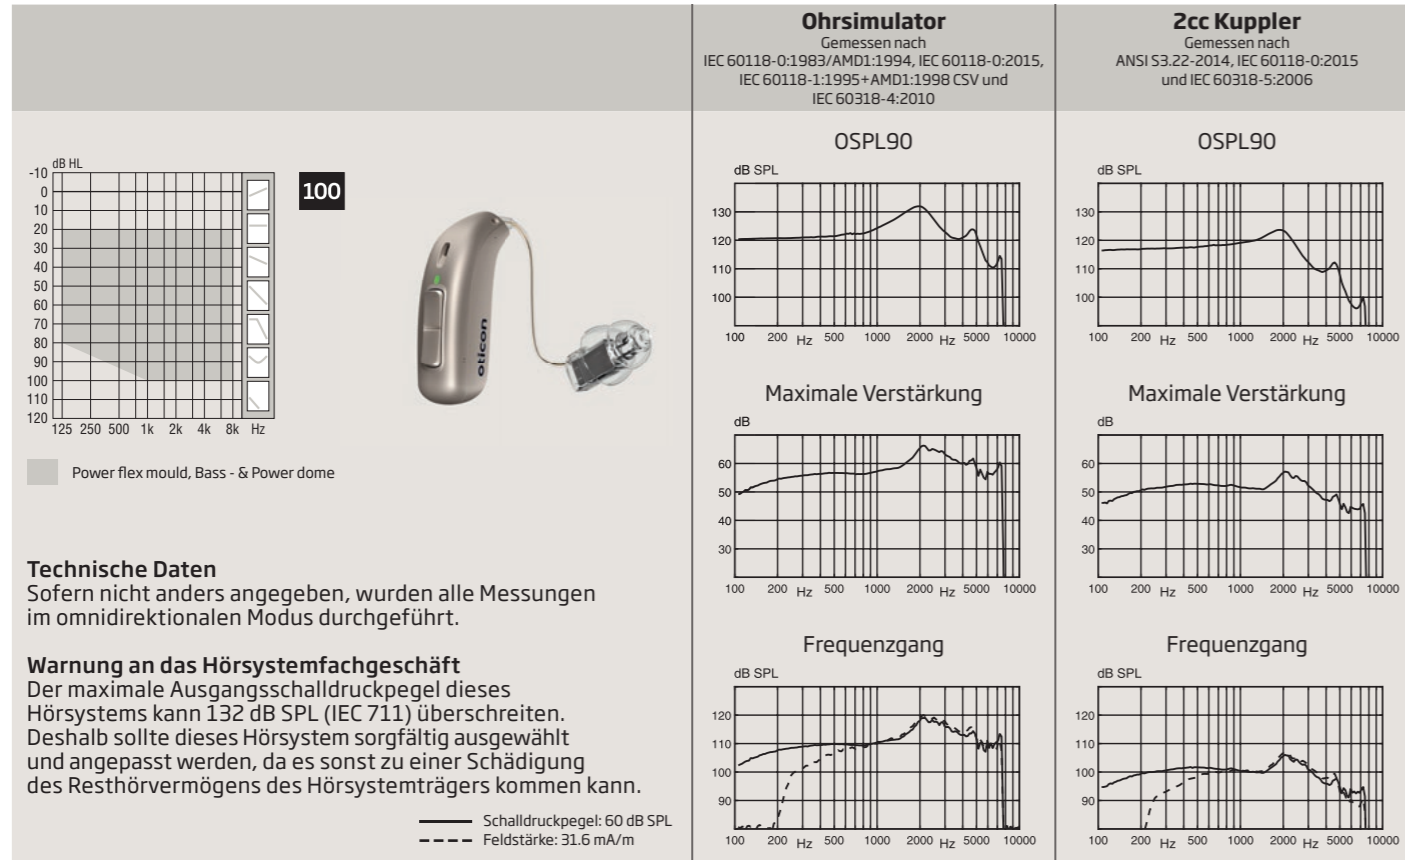 Ohrsimulator
Gemessen nach
IEC 60118-0:1983/AMD1:1994, IEC 60118-0:2015,
IEC 60118-1:1995+AMD1:1998 CSV und
IEC 60318-4:2010
2cc Kuppler
Gemessen nach
ANSI S3.22-2014, IEC 60118-0:2015
und IEC 60318-5:2006
dB HL
-10
0
10
20
30
40
50
60
70
80
90
100
110
120
125 250 500 1k 2k 4k 8k Hz
100
oticon
Power flex mould, Bass - & Power dome
Technische Daten
Sofern nicht anders angegeben, wurden alle Messungen
im omnidirektionalen Modus durchgeführt.
Warnung an das Hörsystemfachgeschäft
Der maximale Ausgangsschalldruckpegel dieses
Hörsystems kann 132 dB SPL (IEC 711) überschreiten.
Deshalb sollte dieses Hörsystem sorgfältig ausgewählt
und angepasst werden, da es sonst zu einer Schädigung
des Resthörvermögens des Hörsystemträgers kommen kann.
Schalldruckpegel: 60 dB SPL
Feldstärke: 31.6 mA/m
OSPL90
dB SPL
130
120
110
100
100 200 Hz 500 1000 2000 Hz 5000 10000
Maximale Verstärkung
dB
60
50
40
30
100 200 Hz 500 1000 2000 Hz 5000 10000
Frequenzgang
dB SPL
120
110
100
90
100 200 Hz 500 1000 2000 Hz 5000 10000
OSPL90
dB SPL
130
120
110
100
100 200 Hz 500 1000 2000 Hz 5000 10000
Maximale Verstärkung
dB
60
50
40
30
100 200 Hz 500 1000 2000 Hz 5000 10000
Frequenzgang
dB SPL
120
110
100
90
100 200 Hz 500 1000 2000 Hz 5000 10000